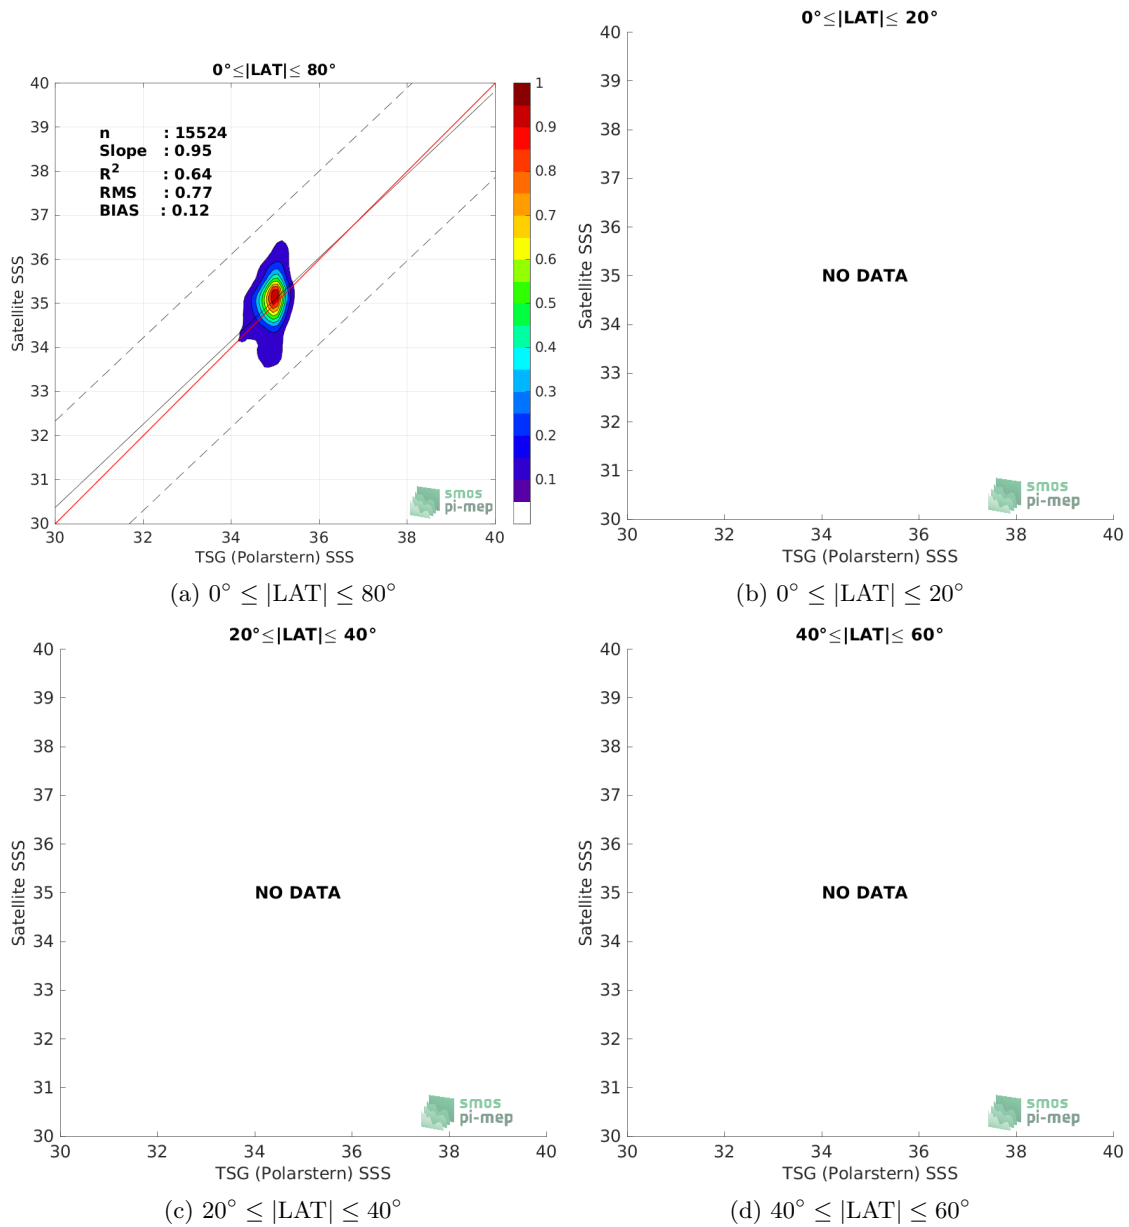 0°≤|LAT|≤ 80°
40
39
38
37
36
35
34
33
32
31
30
Satellite SSS
n : 15524
Slope : 0.95
R² : 0.64
RMS : 0.77
BIAS : 0.12
1
0.9
0.8
0.7
0.6
0.5
0.4
0.3
0.2
0.1
smos
pi-mep
30 32 34 36 38 40
TSG (Polarstern) SSS
(a) 0° ≤ |LAT| ≤ 80°
0°≤|LAT|≤ 20°
40
39
38
37
36
35
34
33
32
31
30
Satellite SSS
NO DATA
smos
pi-mep
30 32 34 36 38 40
TSG (Polarstern) SSS
(b) 0° ≤ |LAT| ≤ 20°
20°≤|LAT|≤ 40°
40
39
38
37
36
35
34
33
32
31
30
Satellite SSS
NO DATA
smos
pi-mep
30 32 34 36 38 40
TSG (Polarstern) SSS
(c) 20° ≤ |LAT| ≤ 40°
40°≤|LAT|≤ 60°
40
39
38
37
36
35
34
33
32
31
30
Satellite SSS
NO DATA
smos
pi-mep
30 32 34 36 38 40
TSG (Polarstern) SSS
(d) 40° ≤ |LAT| ≤ 60°